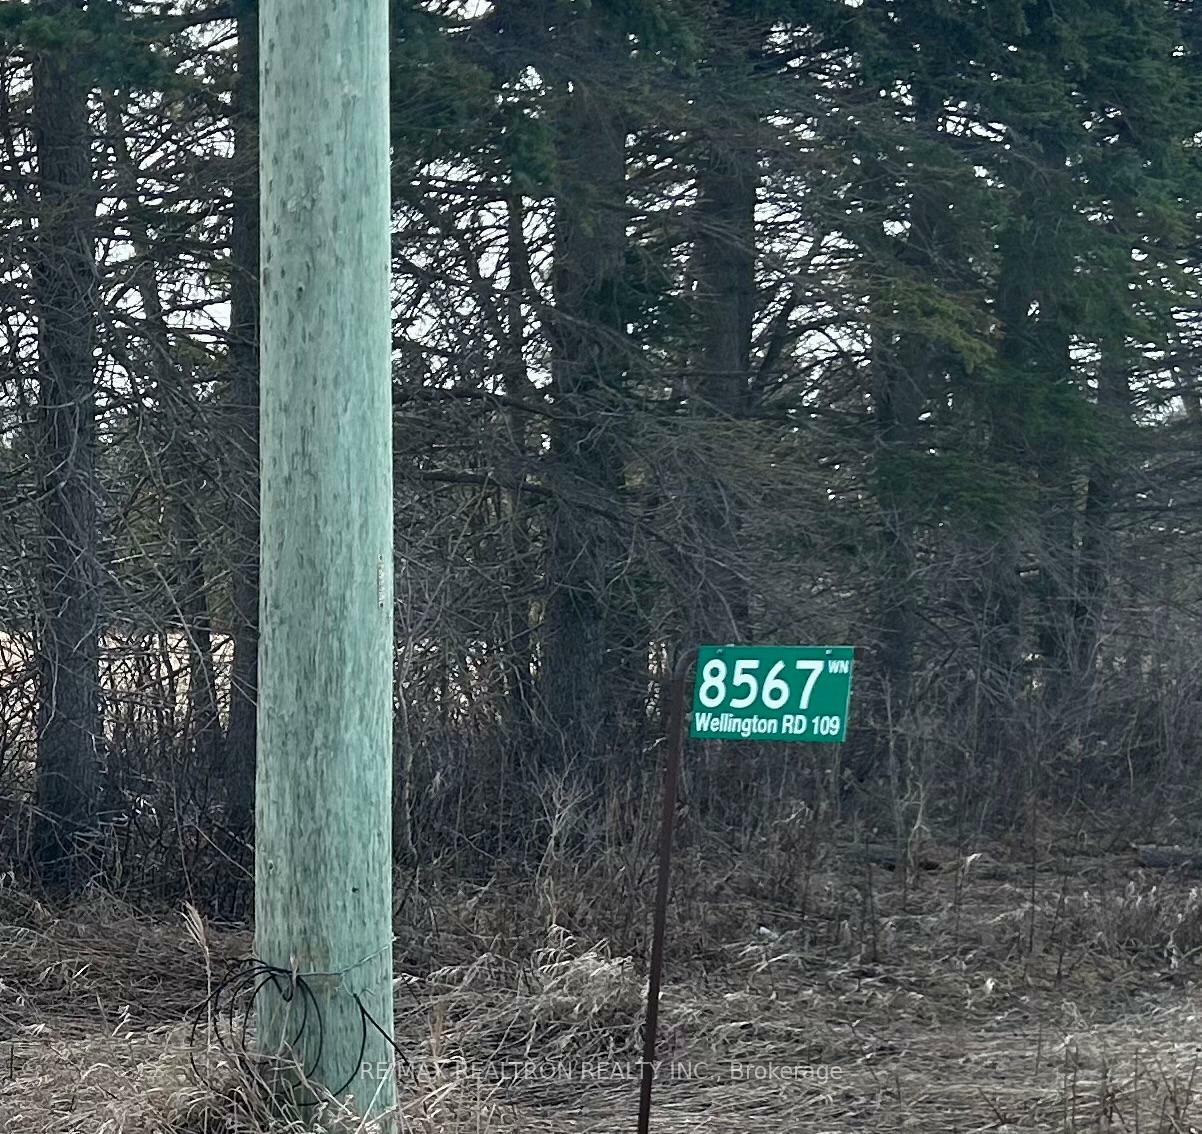 8567 WN
Wellington RD 109
RE/MAX REALTRON REALTY INC., Brokerage